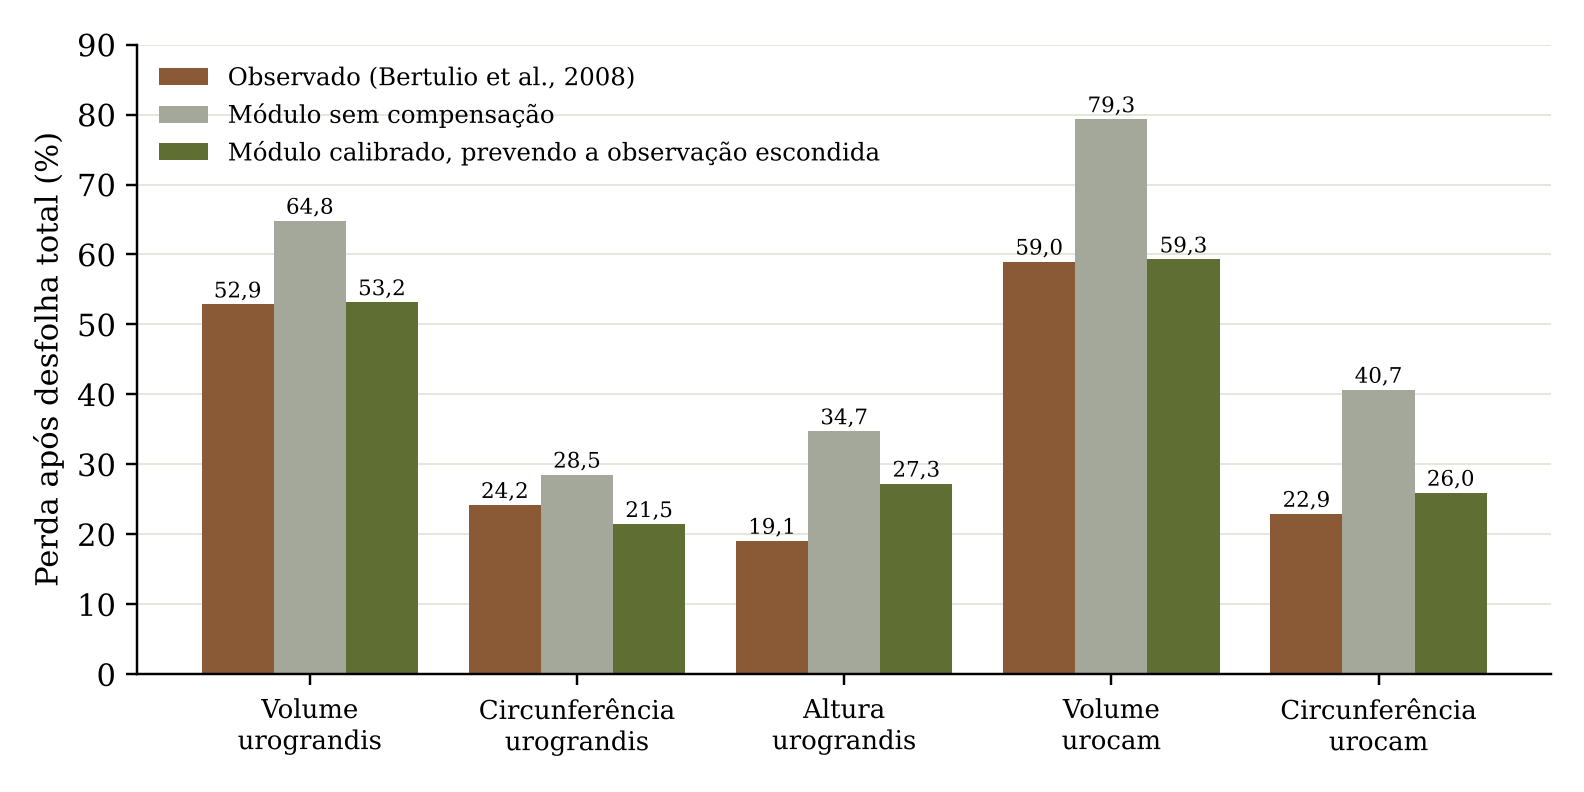 Perda após desfolha total (%)
90
80
70
60
50
40
30
20
10
0
Observado (Bertulio et al., 2008)
Módulo sem compensação
Módulo calibrado, prevendo a observação escondida
52,9
64,8
53,2
24,2
28,5
21,5
19,1
34,7
27,3
59,0
79,3
59,3
22,9
40,7
26,0
Volume
urograndis
Circunferência
urograndis
Altura
urograndis
Volume
urocam
Circunferência
urocam